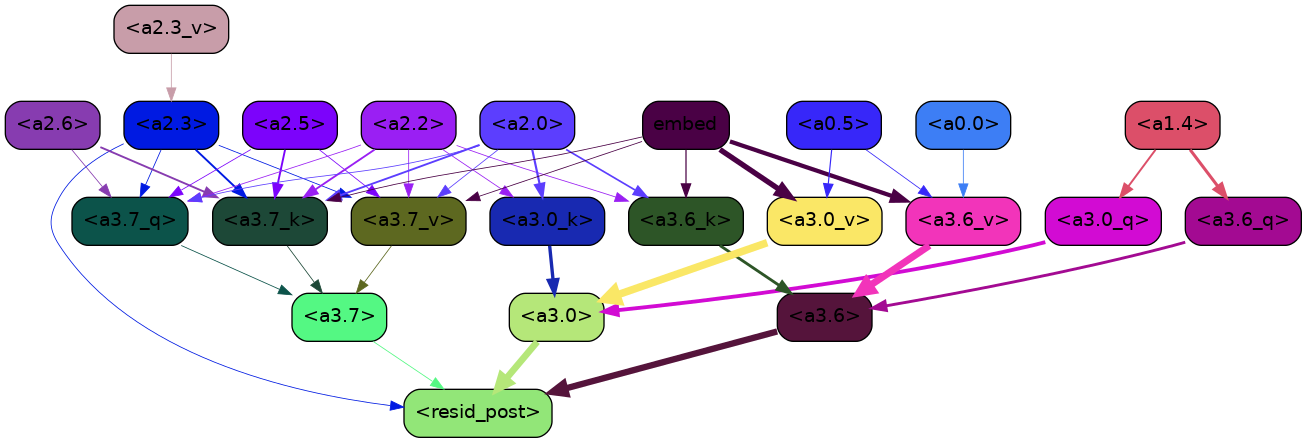 <a2.3_v>
<a2.6> <a2.3> <a2.5> <a2.2> <a2.0> embed <a0.5> <a0.0> <a1.4>
<a3.7_q> <a3.7_k> <a3.7_v> <a3.0_k> <a3.6_k> <a3.0_v> <a3.6_v> <a3.0_q> <a3.6_q>
<a3.7> <a3.0> <a3.6>
<resid_post>